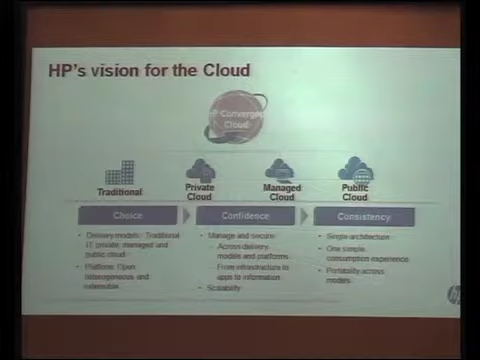 HP's vision for the Cloud
HP Converged
Cloud
Traditional
Private
Cloud
Managed
Cloud
Public
Cloud
Choice
Confidence
Consistency
• Delivery models: Traditional
IT, private, managed and
public cloud
• Platform: Open
heterogeneous and
extensible
• Manage and secure:
- Across delivery
models and platforms
- From infrastructure to
apps to information
• Scalability
• Single architecture
• One simple
consumption experience
• Portability across
models
hp